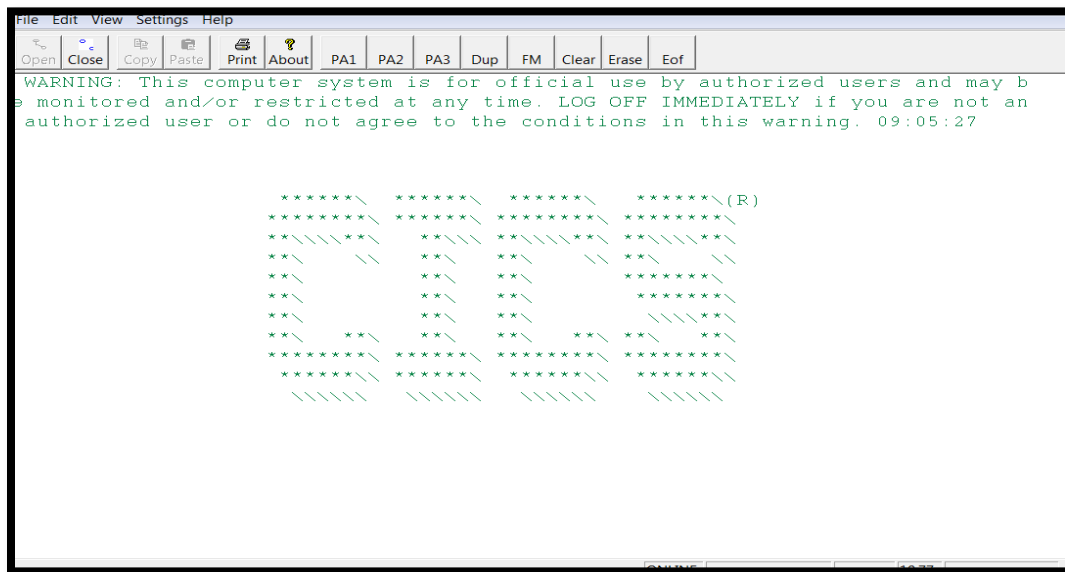 File Edit View Settings Help
Open Close Copy Paste Print About PA1 PA2 PA3 Dup FM Clear Erase Eof
WARNING: This computer system is for official use by authorized users and may b
e monitored and/or restricted at any time. LOG OFF IMMEDIATELY if you are not an
authorized user or do not agree to the conditions in this warning. 09:05:27
******\  ******\  ******\   ******\(R)
********\ ******\ ********\ ********\
**\\\\**\   **\\\ **\\\\**\ **\\\\**\
**\    \\   **\   **\    \\ **\    \\
**\         **\   **\       *******\
**\         **\   **\        *******\
**\         **\   **\         \\\\**\
**\   **\   **\   **\   **\ **\   **\
********\ ******\ ********\ ********\
******\\ ******\  ******\\  ******\\
\\\\\\   \\\\\\   \\\\\\    \\\\\\